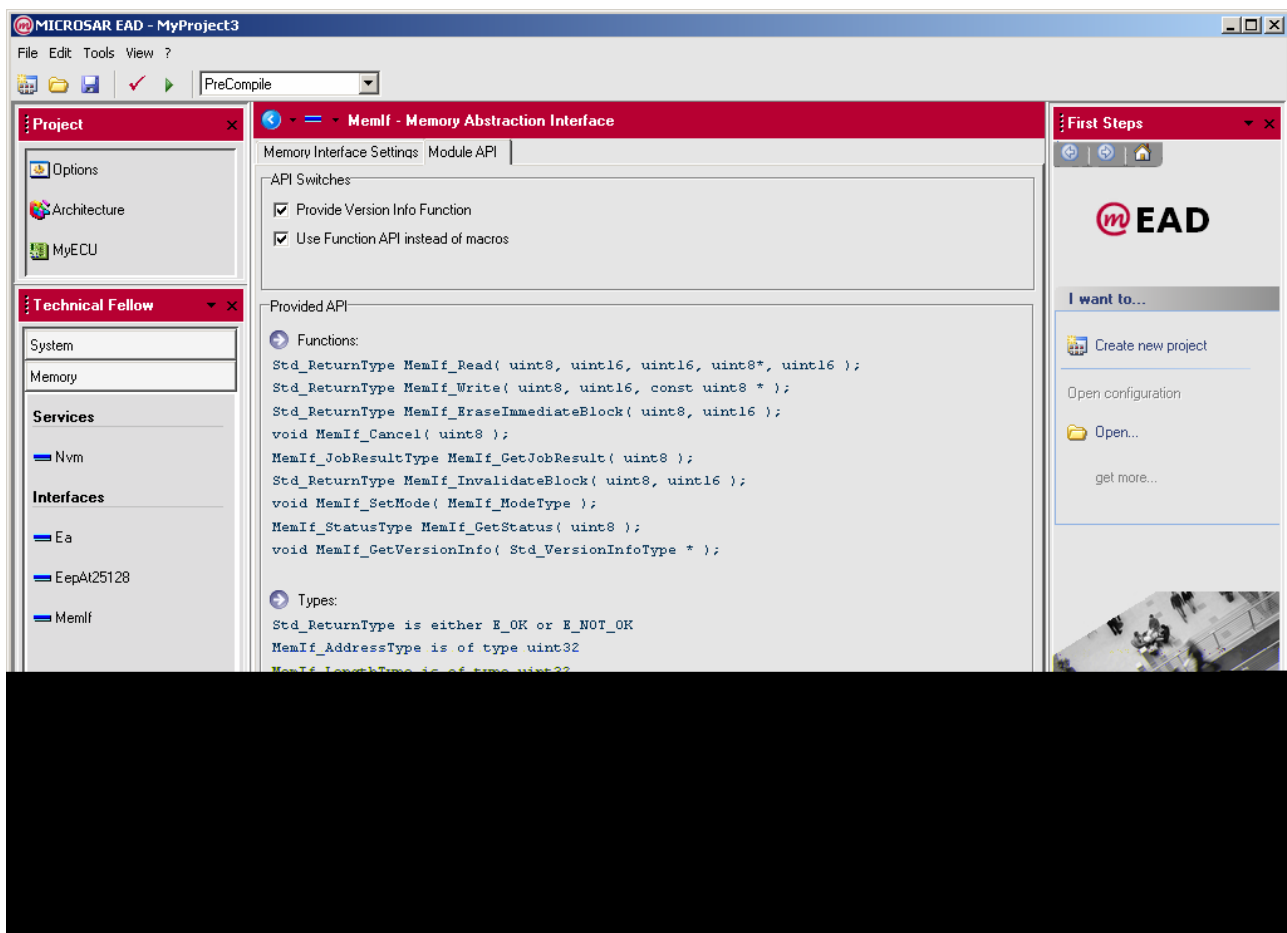 MICROSAR EAD - MyProject3
File Edit Tools View ?
PreCompile
Project
Options
Architecture
MyECU
Technical Fellow
System
Memory
Services
Nvm
Interfaces
Ea
EepAt25128
MemIf
MemIf - Memory Abstraction Interface
Memory Interface Settings Module API
API Switches
Provide Version Info Function
Use Function API instead of macros
Provided API
Functions:
Std_ReturnType MemIf_Read( uint8, uint16, uint16, uint8*, uint16 );
Std_ReturnType MemIf_Write( uint8, uint16, const uint8 * );
Std_ReturnType MemIf_EraseImmediateBlock( uint8, uint16 );
void MemIf_Cancel( uint8 );
MemIf_JobResultType MemIf_GetJobResult( uint8 );
Std_ReturnType MemIf_InvalidateBlock( uint8, uint16 );
void MemIf_SetMode( MemIf_ModeType );
MemIf_StatusType MemIf_GetStatus( uint8 );
void MemIf_GetVersionInfo( Std_VersionInfoType * );
Types:
Std_ReturnType is either E_OK or E_NOT_OK
MemIf_AddressType is of type uint32
MemIf_LengthType is of type uint32
First Steps
m EAD
I want to...
Create new project
Open configuration
Open...
get more...